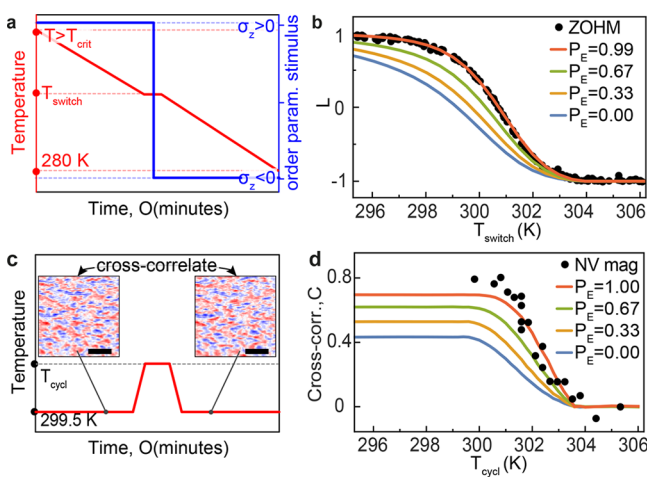 a
T>T_crit
σ_z>0
T_switch
280 K
σ_z<0
Temperature
order param. stimulus
Time, O(minutes)
b
ZOHM
P_E=0.99
P_E=0.67
P_E=0.33
P_E=0.00
L
1
0
-1
296 298 300 302 304 306
T_switch (K)
c
cross-correlate
Temperature
T_cycl
299.5 K
Time, O(minutes)
d
NV mag
P_E=1.00
P_E=0.67
P_E=0.33
P_E=0.00
Cross-corr., C
0.8
0.4
0
296 298 300 302 304 306
T_cycl (K)